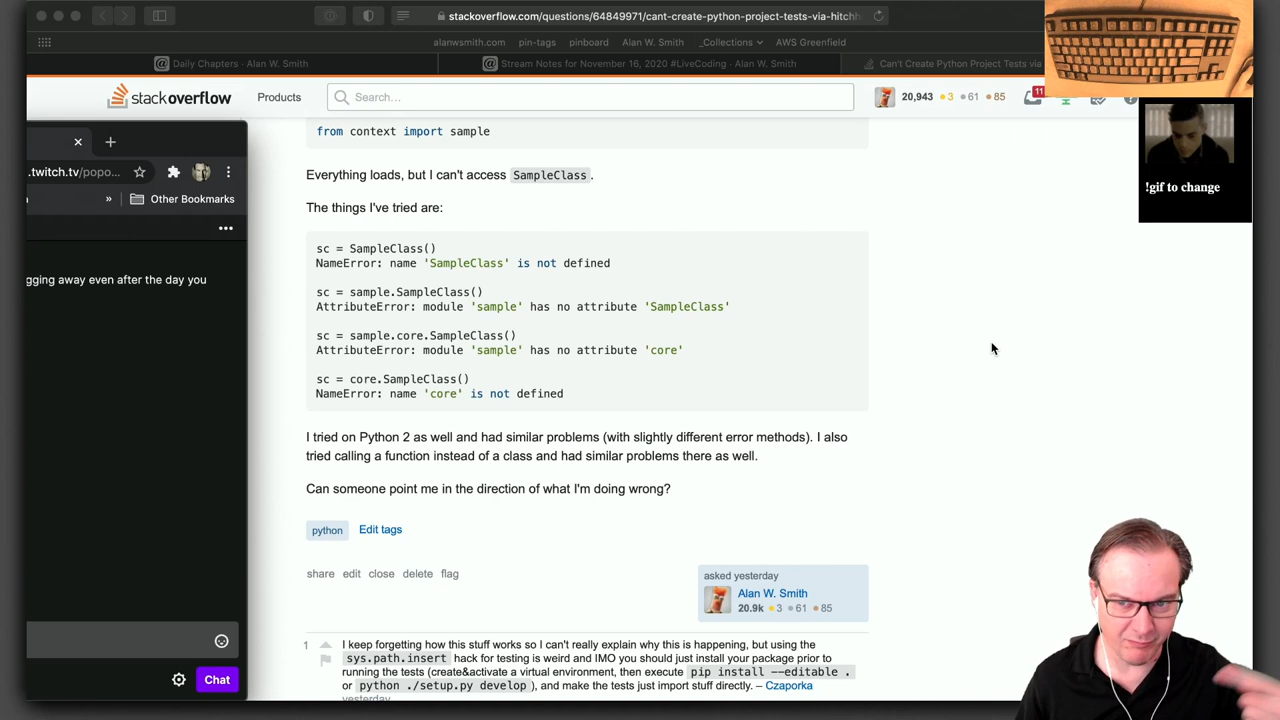 stackoverflow.com/questions/64849971/cant-create-python-project-tests-via-hitchh
alanwsmith.com pin-tags pinboard Alan W. Smith _Collections AWS Greenfield
Daily Chapters - Alan W. Smith
Stream Notes for November 16, 2020 #LiveCoding - Alan W. Smith
Can't Create Python Project Tests via
stackoverflow
Products
Search...
20,943 3 61 85
11
from context import sample
Everything loads, but I can't access SampleClass.
The things I've tried are:
sc = SampleClass()
NameError: name 'SampleClass' is not defined
sc = sample.SampleClass()
AttributeError: module 'sample' has no attribute 'SampleClass'
sc = sample.core.SampleClass()
AttributeError: module 'sample' has no attribute 'core'
sc = core.SampleClass()
NameError: name 'core' is not defined
I tried on Python 2 as well and had similar problems (with slightly different error methods). I also
tried calling a function instead of a class and had similar problems there as well.
Can someone point me in the direction of what I'm doing wrong?
python Edit tags
share edit close delete flag
asked yesterday
Alan W. Smith
20.9k 3 61 85
1
I keep forgetting how this stuff works so I can't really explain why this is happening, but using the
sys.path.insert hack for testing is weird and IMO you should just install your package prior to
running the tests (create&activate a virtual environment, then execute pip install --editable .
or python ./setup.py develop), and make the tests just import stuff directly. – Czaporka
yesterday
.twitch.tv/popo...
» Other Bookmarks
gging away even after the day you
Chat
!gif to change